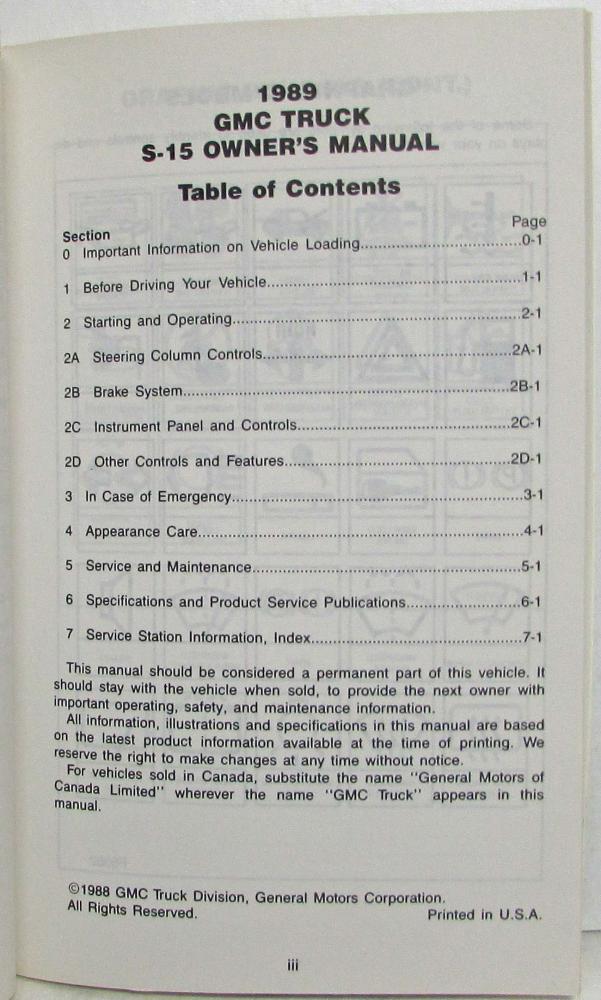 1989
GMC TRUCK
S-15 OWNER'S MANUAL
Table of Contents
Section Page
0 Important Information on Vehicle Loading..............................0-1
1 Before Driving Your Vehicle..............................1-1
2 Starting and Operating..............................2-1
2A Steering Column Controls..............................2A-1
2B Brake System..............................2B-1
2C Instrument Panel and Controls..............................2C-1
2D Other Controls and Features..............................2D-1
3 In Case of Emergency..............................3-1
4 Appearance Care..............................4-1
5 Service and Maintenance..............................5-1
6 Specifications and Product Service Publications..............................6-1
7 Service Station Information, Index..............................7-1
This manual should be considered a permanent part of this vehicle. It
should stay with the vehicle when sold, to provide the next owner with
important operating, safety, and maintenance information.
All information, illustrations and specifications in this manual are based
on the latest product information available at the time of printing. We
reserve the right to make changes at any time without notice.
For vehicles sold in Canada, substitute the name "General Motors of
Canada Limited" wherever the name "GMC Truck" appears in this
manual.
©1988 GMC Truck Division, General Motors Corporation.
All Rights Reserved. Printed in U.S.A.
iii